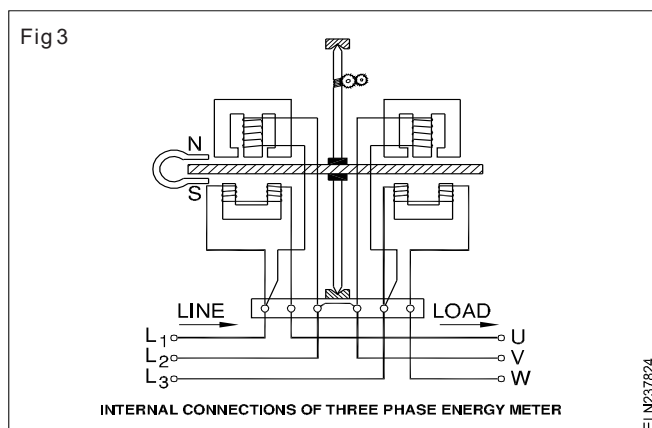 Fig 3
N
S
LINE
LOAD
L1
U
L2
V
L3
W
INTERNAL CONNECTIONS OF THREE PHASE ENERGY METER
ELN237824